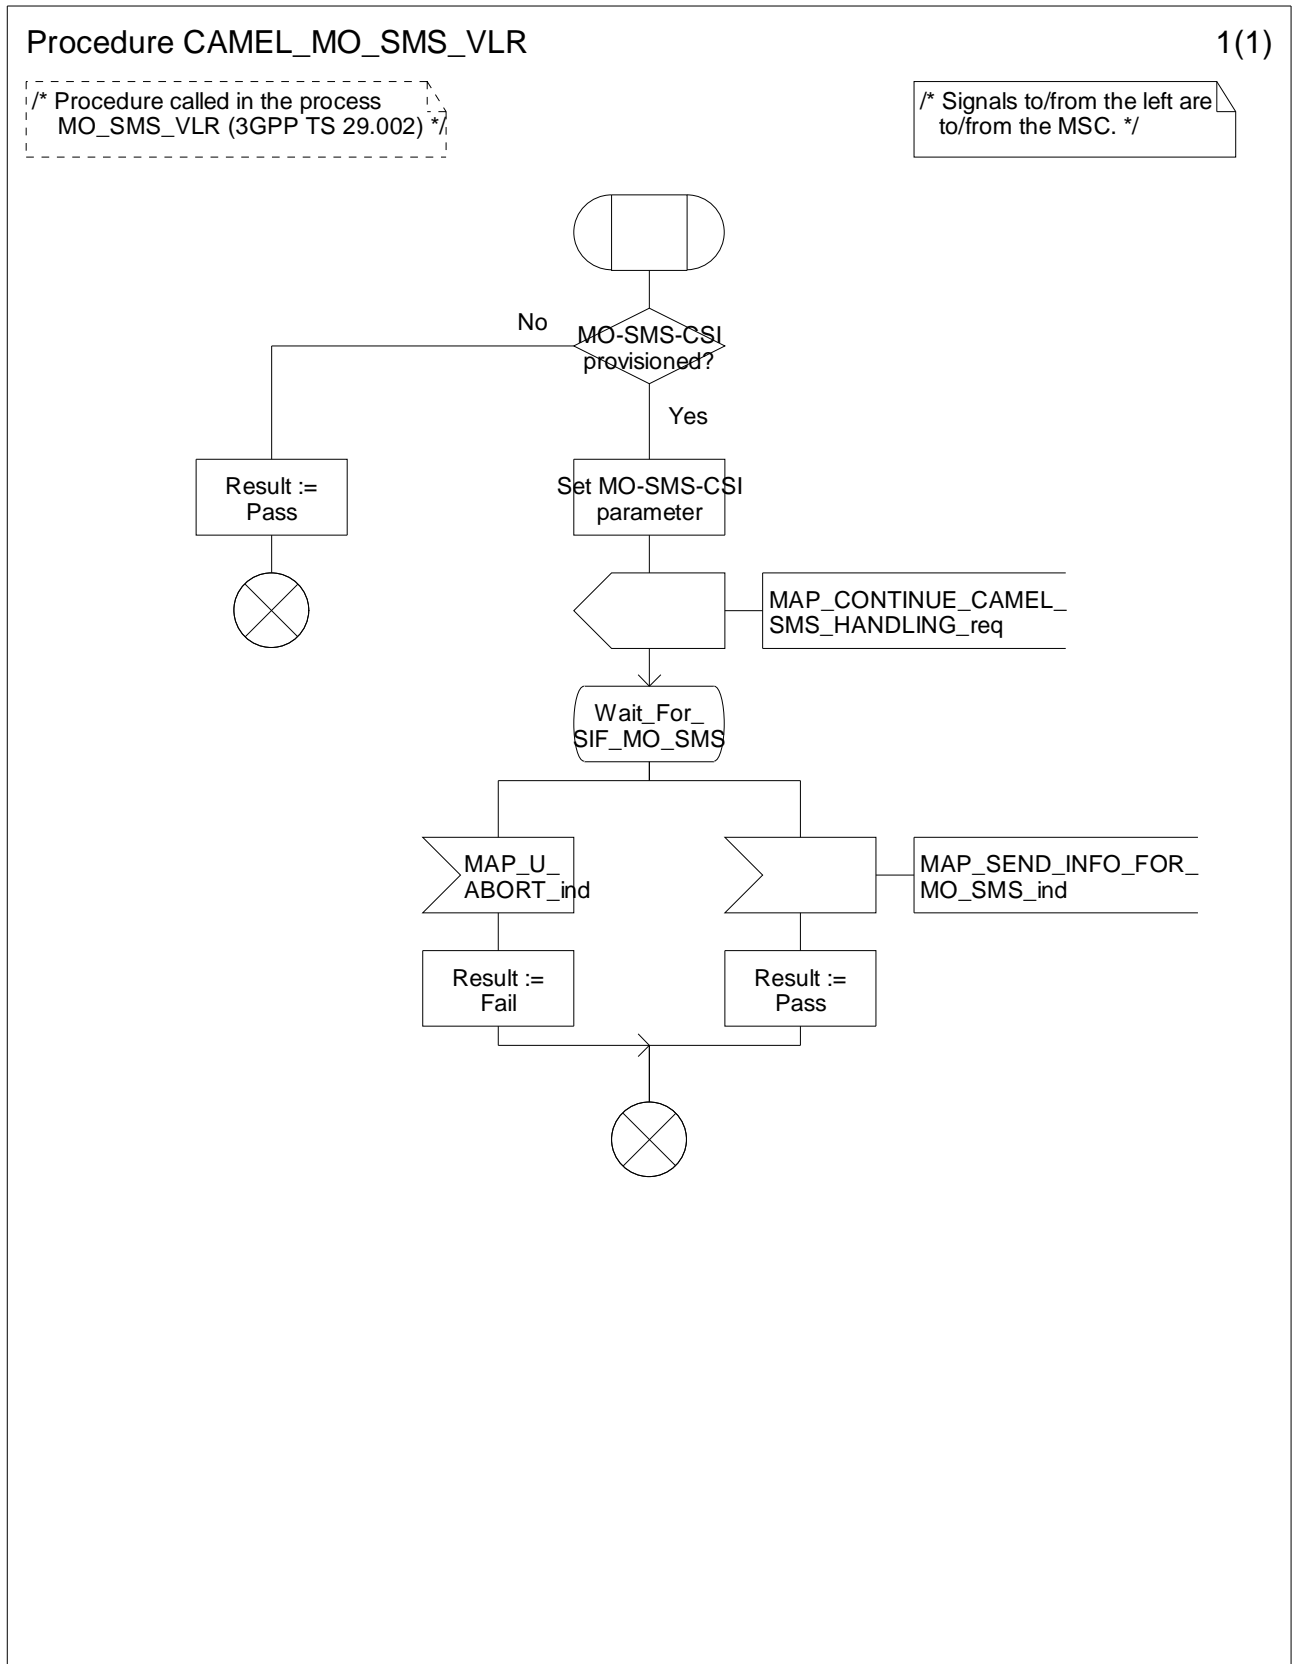 Procedure CAMEL_MO_SMS_VLR
1(1)
/* Procedure called in the process
MO_SMS_VLR (3GPP TS 29.002) */
/* Signals to/from the left are
to/from the MSC. */
No
MO-SMS-CSI
provisioned?
Yes
Result :=
Pass
Set MO-SMS-CSI
parameter
MAP_CONTINUE_CAMEL_
SMS_HANDLING_req
Wait_For_
SIF_MO_SMS
MAP_U_
ABORT_ind
MAP_SEND_INFO_FOR_
MO_SMS_ind
Result :=
Fail
Result :=
Pass